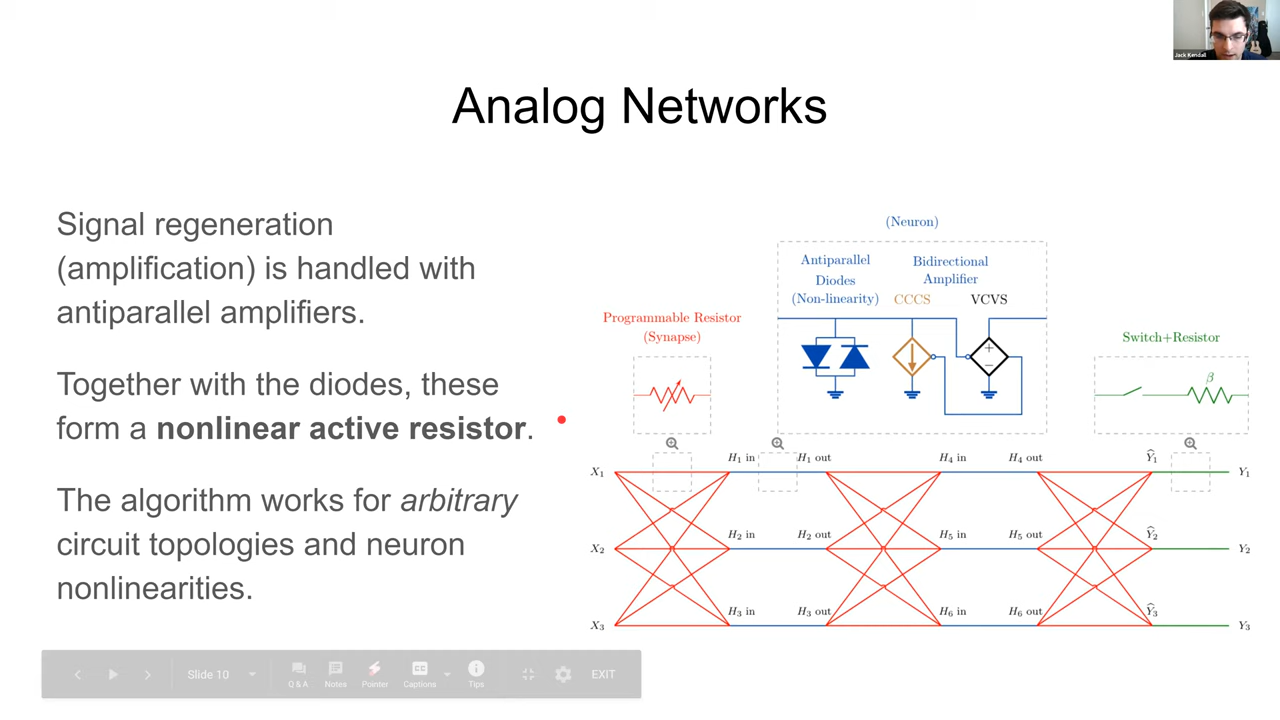 Jack Kendall
Analog Networks
Signal regeneration
(amplification) is handled with
antiparallel amplifiers.
Together with the diodes, these
form a nonlinear active resistor.
The algorithm works for arbitrary
circuit topologies and neuron
nonlinearities.
(Neuron)
Antiparallel
Diodes
(Non-linearity)
Bidirectional
Amplifier
CCCS
VCVS
+
−
Programmable Resistor
(Synapse)
Switch+Resistor
β
X₁
H₁ in
H₁ out
H₄ in
H₄ out
Ŷ₁
Y₁
X₂
H₂ in
H₂ out
H₅ in
H₅ out
Ŷ₂
Y₂
X₃
H₃ in
H₃ out
H₆ in
H₆ out
Ŷ₃
Y₃
Slide 10
Q & A
Notes
Pointer
CC
Captions
Tips
EXIT